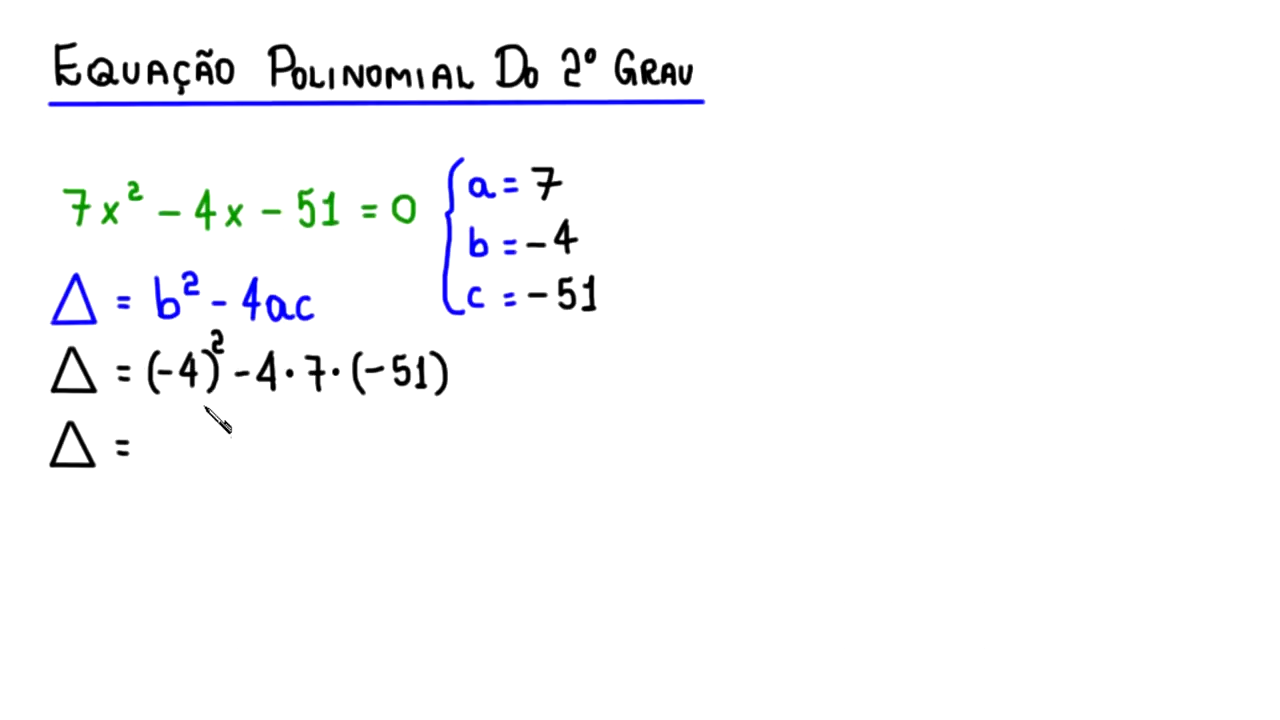 EQUAÇÃO POLINOMIAL DO 2º GRAU
7x² - 4x - 51 = 0
a = 7
b = -4
c = -51
Δ = b² - 4ac
Δ = (-4)² - 4 · 7 · (-51)
Δ =